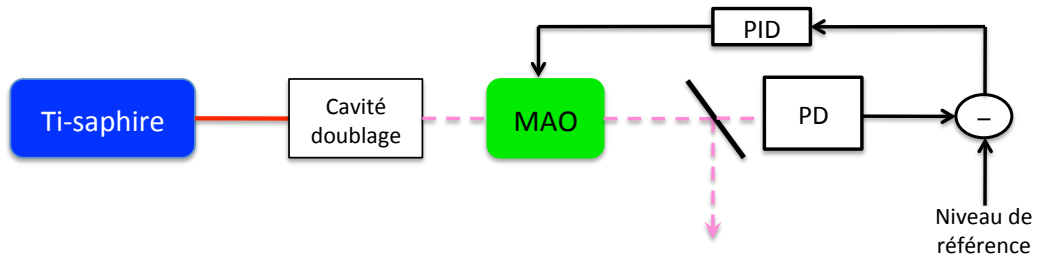 PID
Ti-saphire
Cavité
doublage
MAO
PD
–
Niveau de
référence